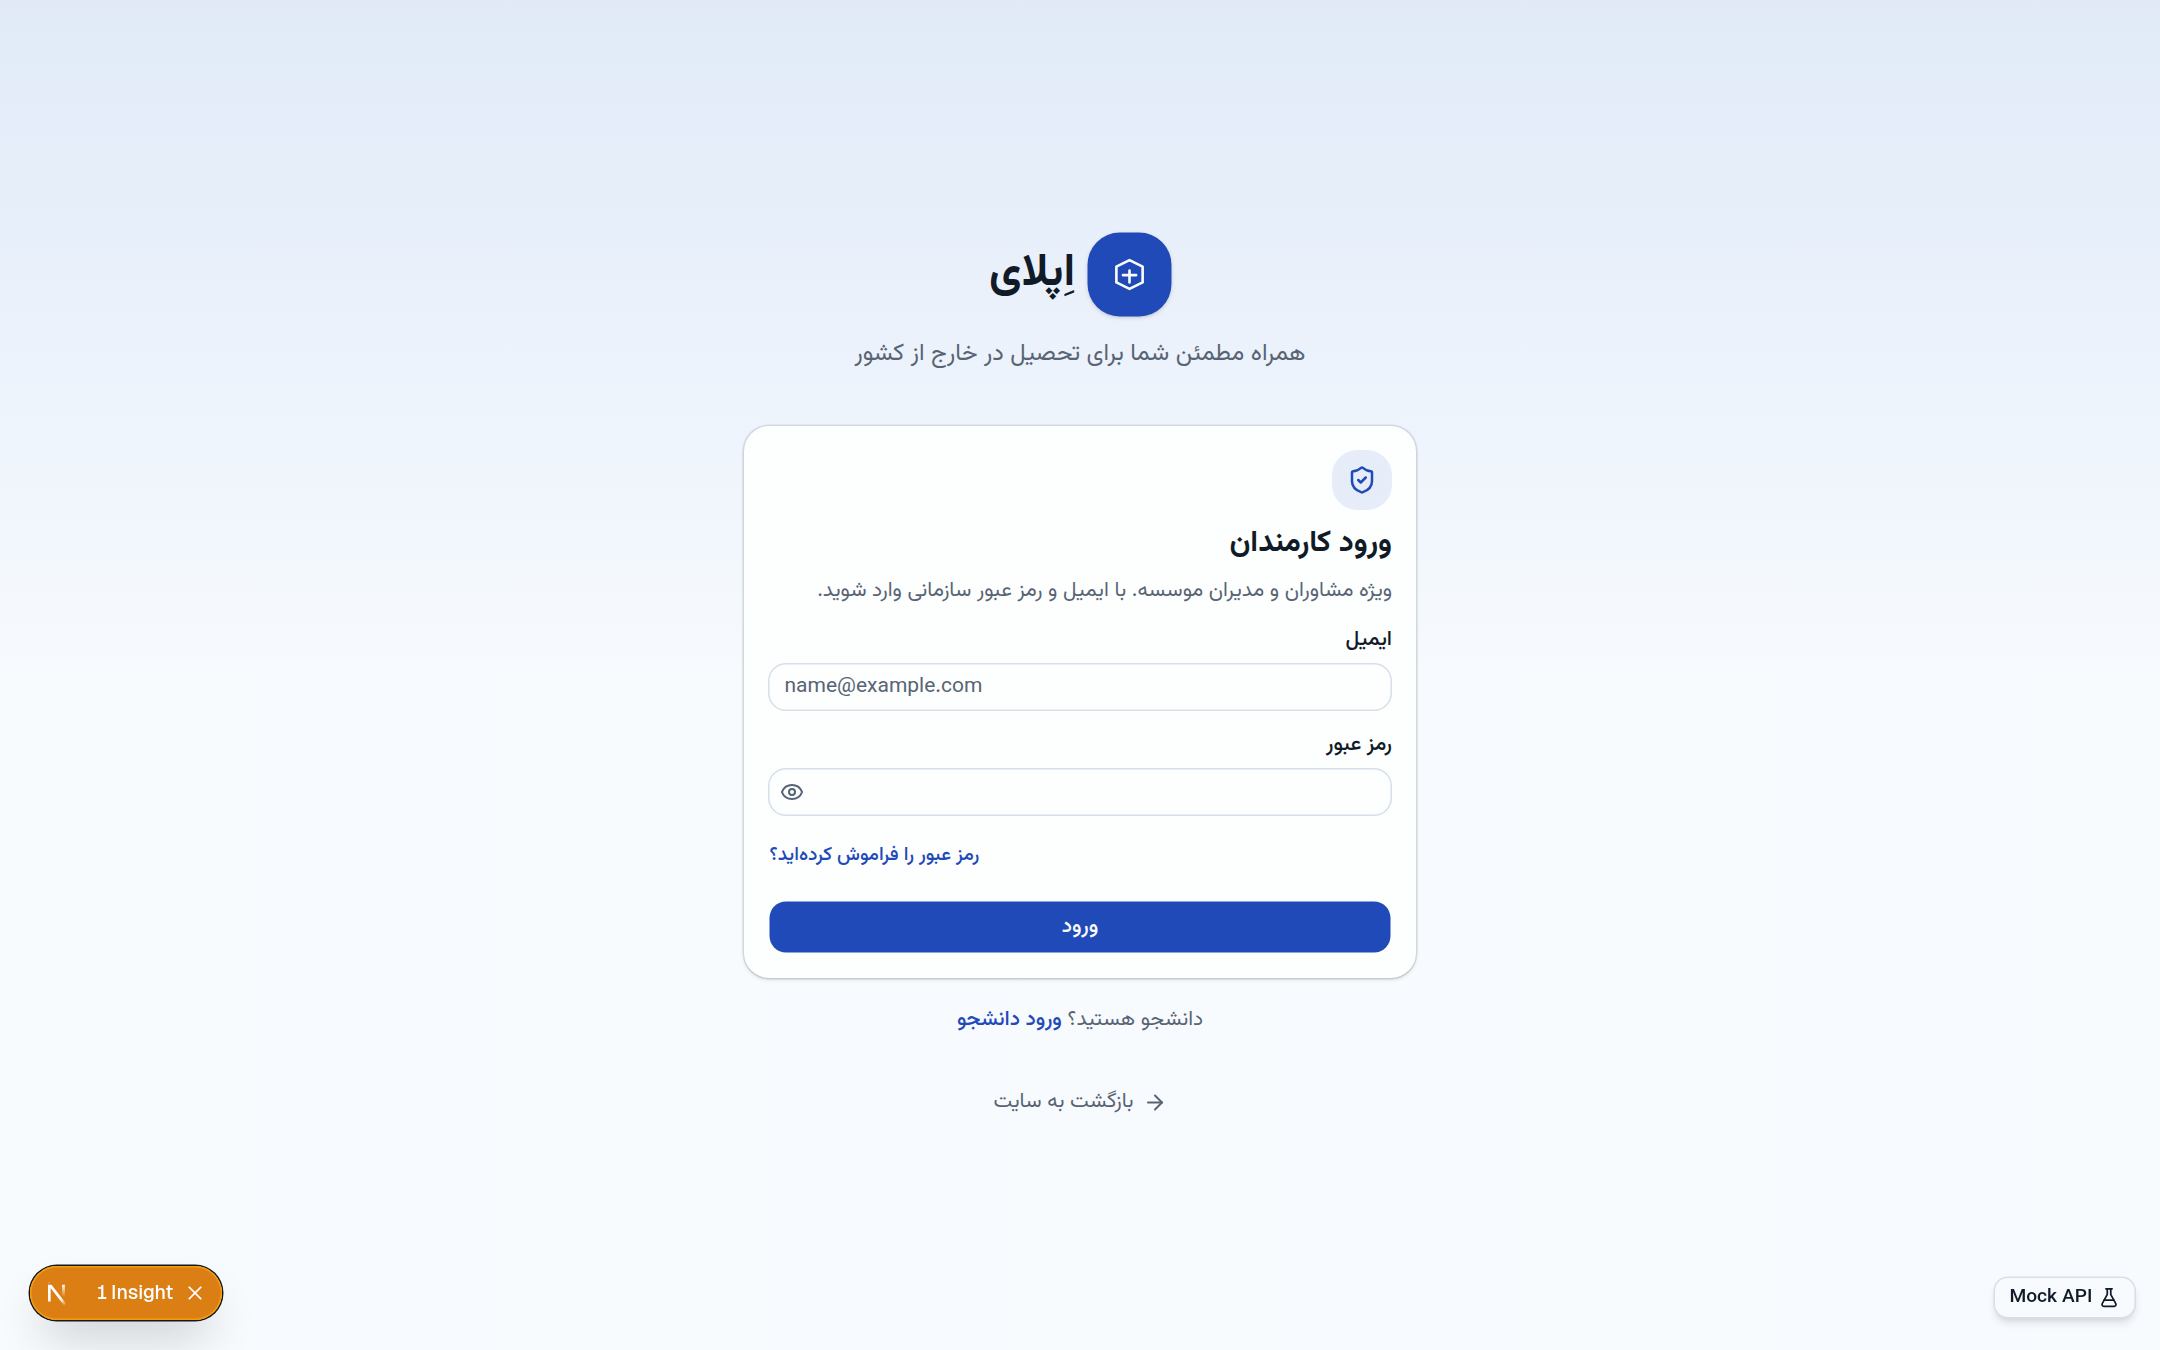 اِپلای
همراه مطمئن شما برای تحصیل در خارج از کشور
ورود کارمندان
ویژه مشاوران و مدیران موسسه. با ایمیل و رمز عبور سازمانی وارد شوید.
ایمیل
name@example.com
رمز عبور
رمز عبور را فراموش کرده‌اید؟
ورود
دانشجو هستید؟ ورود دانشجو
بازگشت به سایت
1 Insight
Mock API